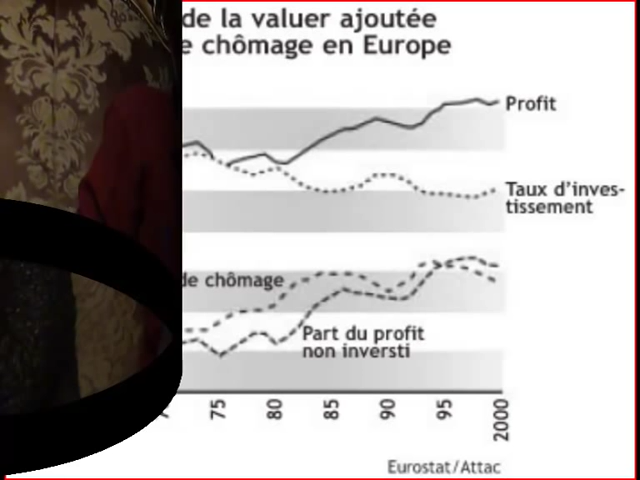 de la valuer ajoutée
e chômage en Europe
Profit
Taux d'inves-
tissement
de chômage
Part du profit
non inversti
75
80
85
90
95
2000
Eurostat/Attac